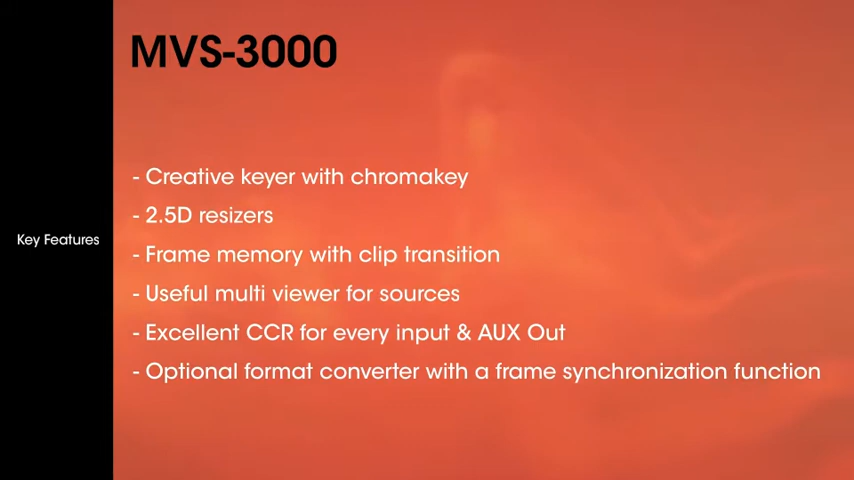 MVS-3000
- Creative keyer with chromakey
- 2.5D resizers
Key Features
- Frame memory with clip transition
- Useful multi viewer for sources
- Excellent CCR for every input & AUX Out
- Optional format converter with a frame synchronization function